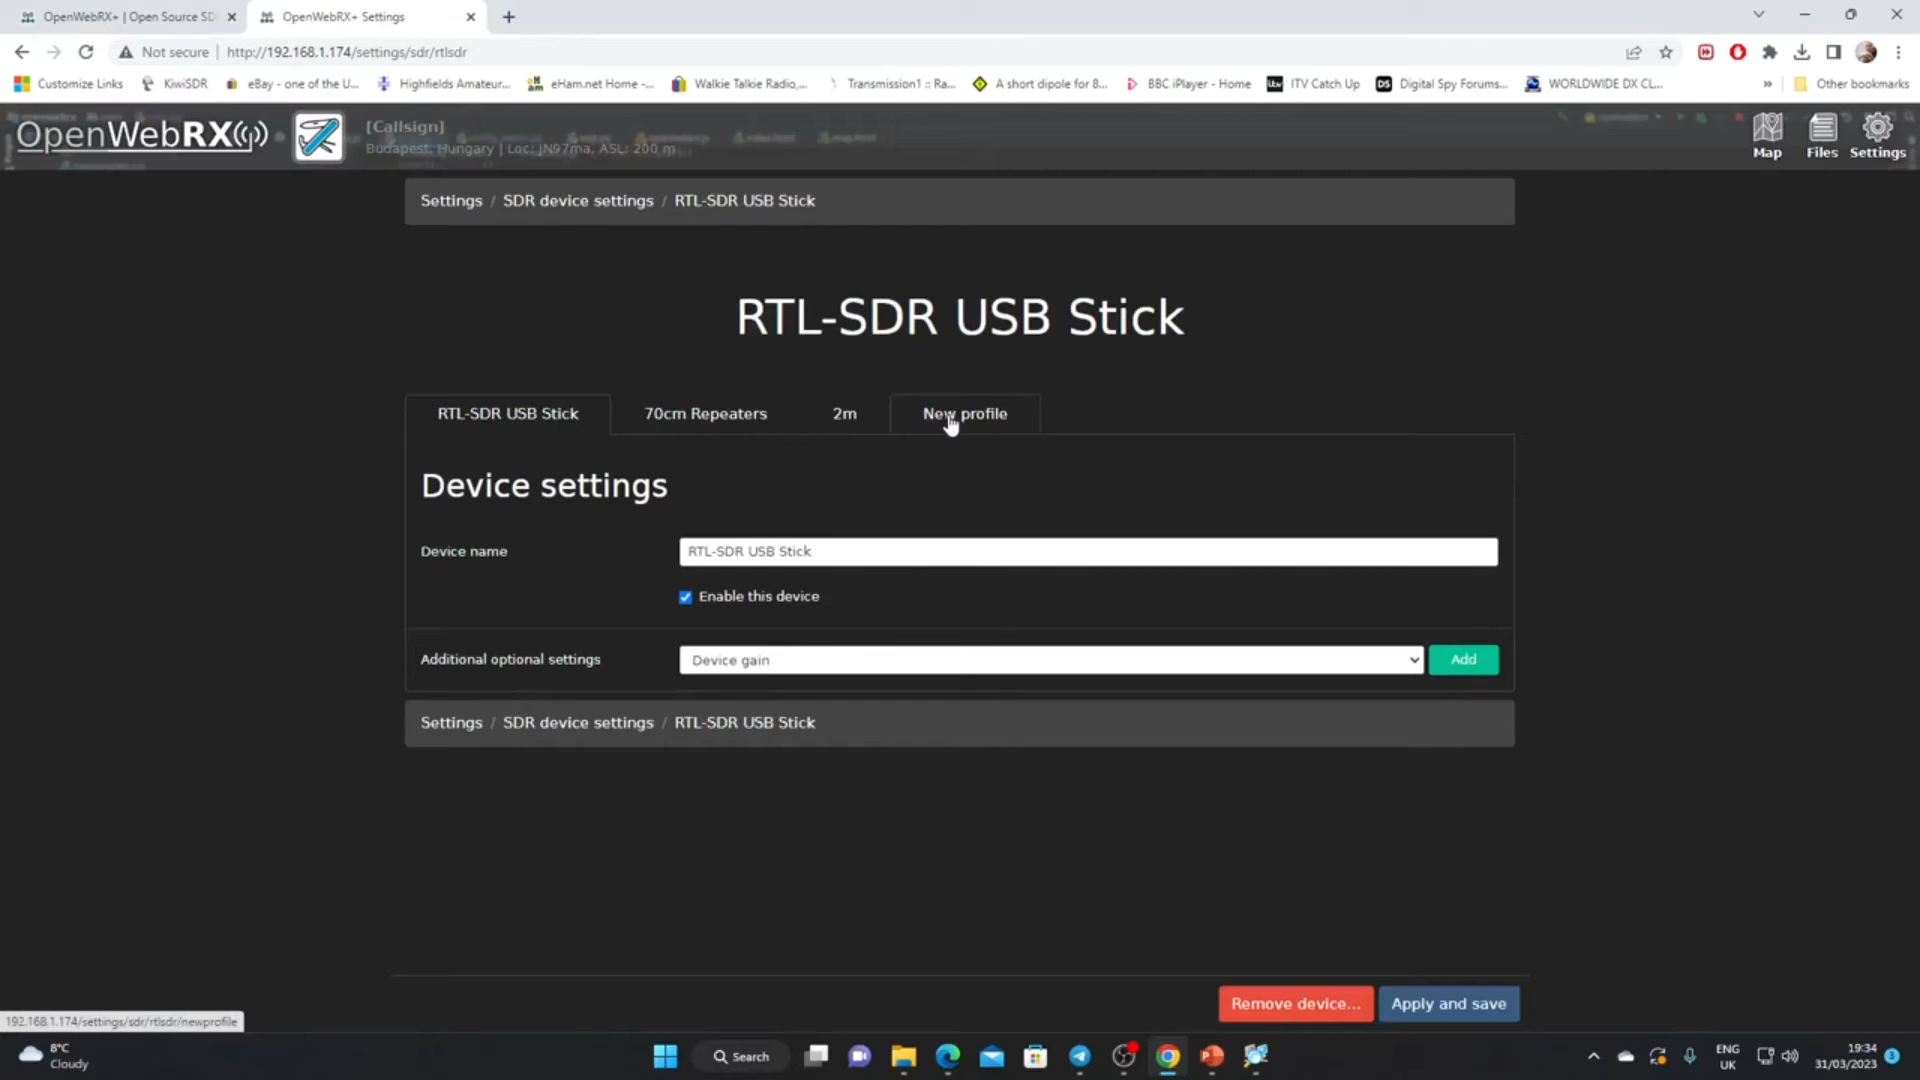 OpenWebRX+ | Open Source SD
OpenWebRX+ Settings
Not secure
http://192.168.1.174/settings/sdr/rtlsdr
Customize Links
KiwiSDR
eBay - one of the U...
Highfields Amateur...
eHam.net Home -...
Walkie Talkie Radio,...
Transmission1 :: Ra...
A short dipole for 8...
BBC iPlayer - Home
ITV Catch Up
Digital Spy Forums...
WORLDWIDE DX CL...
»
Other bookmarks
OpenWebRX
[Callsign]
Budapest, Hungary | Loc: JN97ma, ASL: 200 m
Map
Files
Settings
Settings / SDR device settings / RTL-SDR USB Stick
RTL-SDR USB Stick
RTL-SDR USB Stick
70cm Repeaters
2m
New profile
Device settings
Device name
RTL-SDR USB Stick
Enable this device
Additional optional settings
Device gain
Add
Settings / SDR device settings / RTL-SDR USB Stick
Remove device...
Apply and save
192.168.1.174/settings/sdr/rtlsdr/newprofile
8°C
Cloudy
Search
ENG
UK
19:34
31/03/2023
3